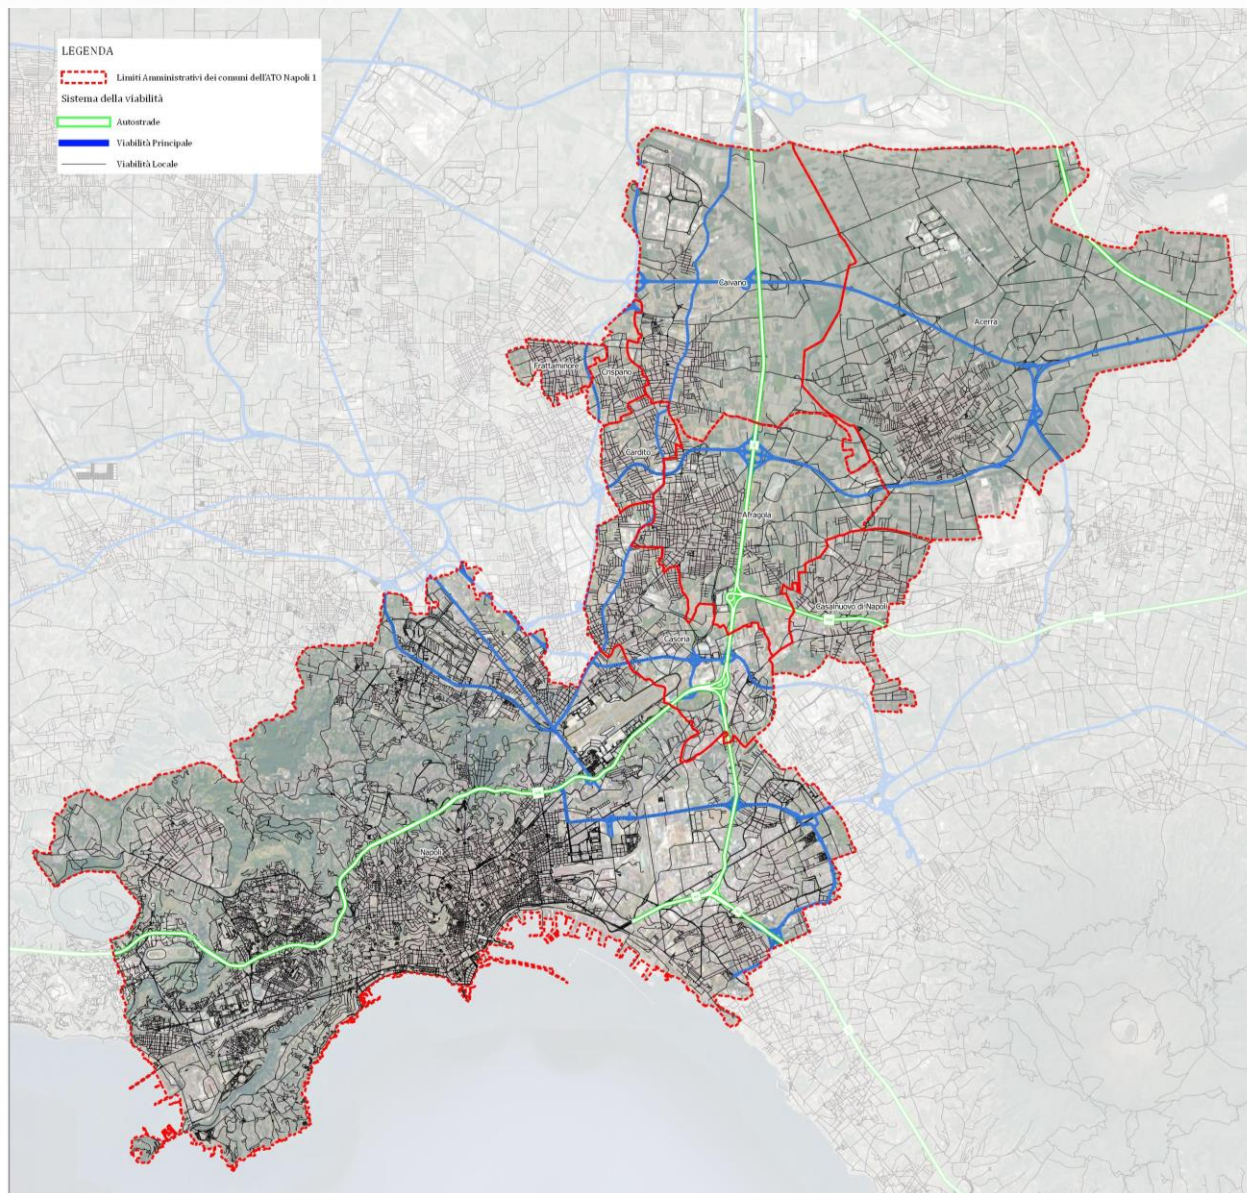 LEGENDA
Limiti Amministrativi dei comuni dell'ATO Napoli 1
Sistema della viabilità
Autostrade
Viabilità Principale
Viabilità Locale
Caivano
Acerra
Frattaminore
Crispano
Cardito
Afragola
Casalnuovo di Napoli
Casoria
Napoli